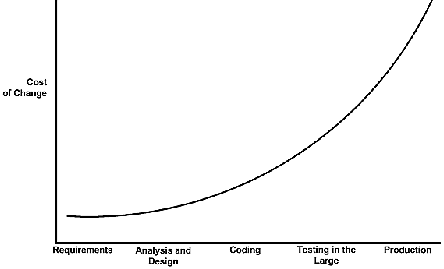 Cost
of Change
Requirements
Analysis and
Design
Coding
Testing in the
Large
Production